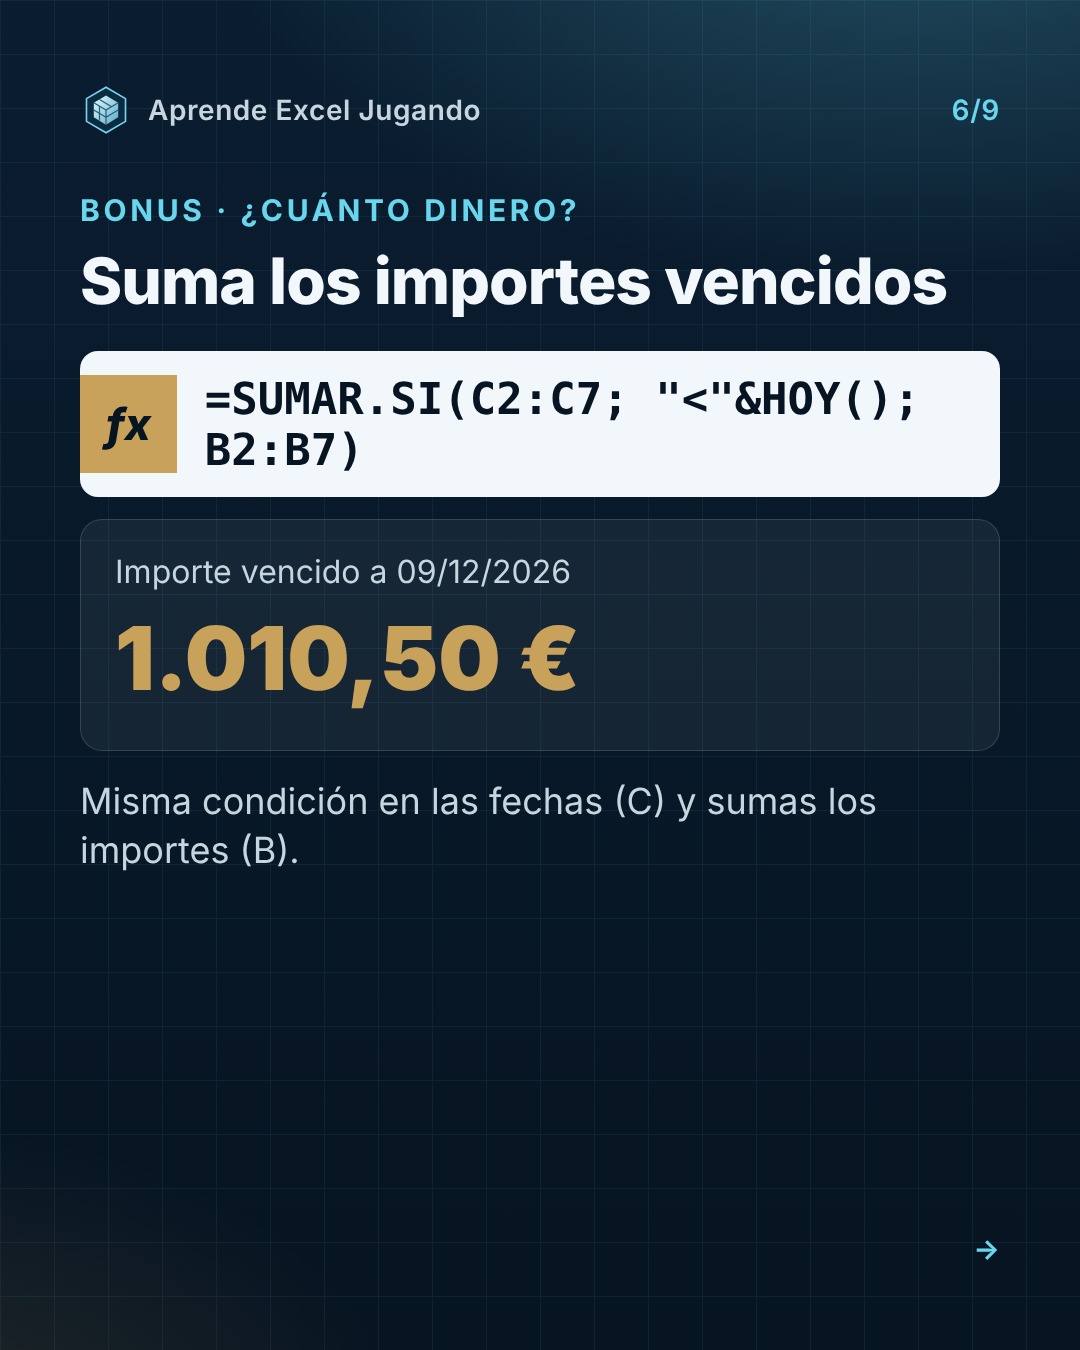 Aprende Excel Jugando
6/9
BONUS · ¿CUÁNTO DINERO?
Suma los importes vencidos
fx
=SUMAR.SI(C2:C7; "<"&HOY();
B2:B7)
Importe vencido a 09/12/2026
1.010,50 €
Misma condición en las fechas (C) y sumas los
importes (B).
→